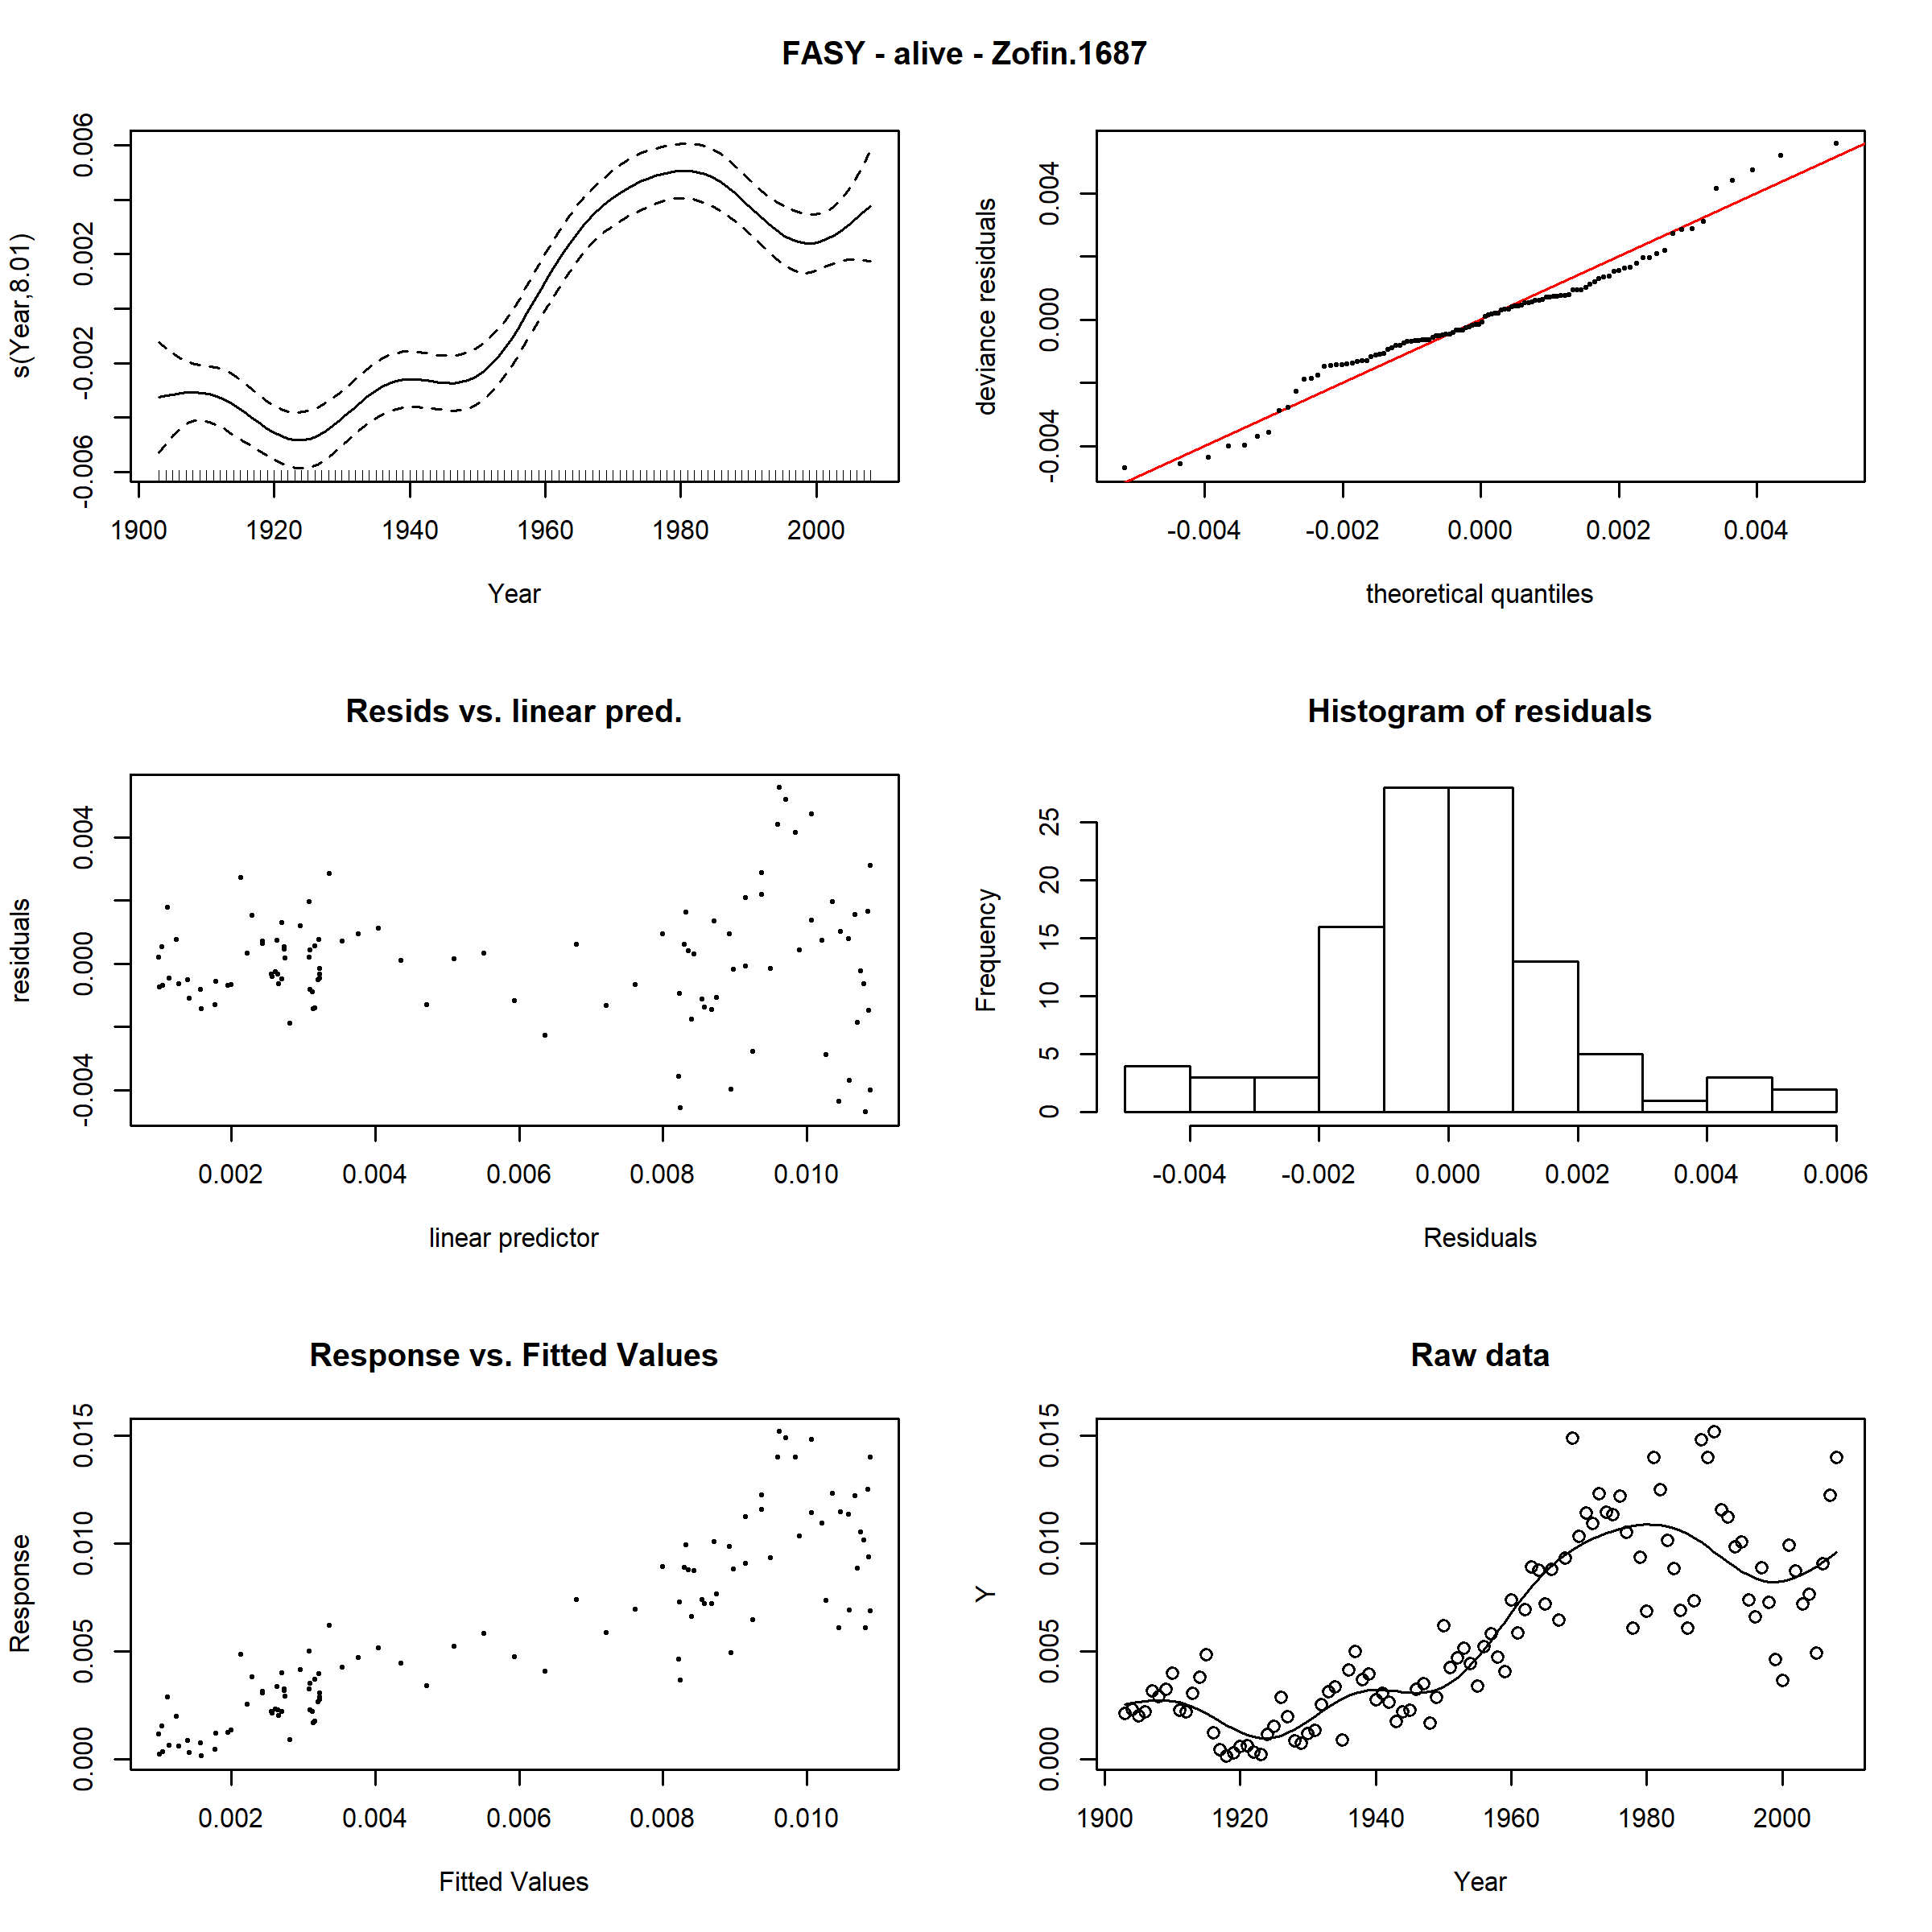 FASY - alive - Zofin.1687
s(Year,8.01)
-0.006 -0.002 0.002 0.006
1900 1920 1940 1960 1980 2000
Year
deviance residuals
-0.004 0.000 0.004
-0.004 -0.002 0.000 0.002 0.004
theoretical quantiles
Resids vs. linear pred.
residuals
-0.004 0.000 0.004
0.002 0.004 0.006 0.008 0.010
linear predictor
Histogram of residuals
Frequency
0 5 10 15 20 25
-0.004 -0.002 0.000 0.002 0.004 0.006
Residuals
Response vs. Fitted Values
Response
0.000 0.005 0.010 0.015
0.002 0.004 0.006 0.008 0.010
Fitted Values
Raw data
Y
0.000 0.005 0.010 0.015
1900 1920 1940 1960 1980 2000
Year